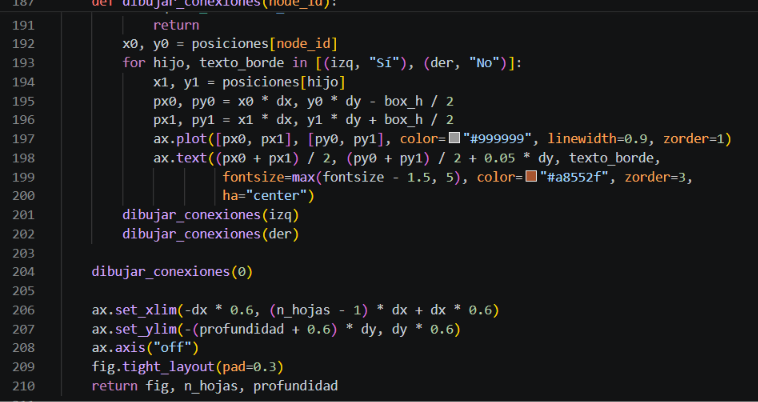 187 def dibujar_conexiones(node_id):
191 return
192 x0, y0 = posiciones[node_id]
193 for hijo, texto_borde in [(izq, "Sí"), (der, "No")]:
194 x1, y1 = posiciones[hijo]
195 px0, py0 = x0 * dx, y0 * dy - box_h / 2
196 px1, py1 = x1 * dx, y1 * dy + box_h / 2
197 ax.plot([px0, px1], [py0, py1], color="#999999", linewidth=0.9, zorder=1)
198 ax.text((px0 + px1) / 2, (py0 + py1) / 2 + 0.05 * dy, texto_borde,
199 fontsize=max(fontsize - 1.5, 5), color="#a8552f", zorder=3,
200 ha="center")
201 dibujar_conexiones(izq)
202 dibujar_conexiones(der)
203
204 dibujar_conexiones(0)
205
206 ax.set_xlim(-dx * 0.6, (n_hojas - 1) * dx + dx * 0.6)
207 ax.set_ylim(-(profundidad + 0.6) * dy, dy * 0.6)
208 ax.axis("off")
209 fig.tight_layout(pad=0.3)
210 return fig, n_hojas, profundidad